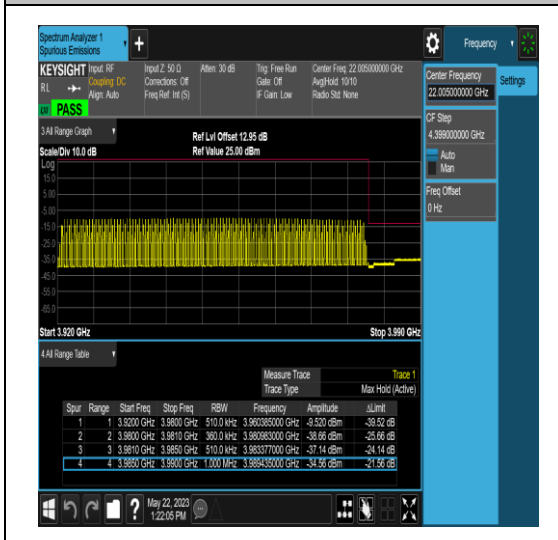 Spectrum Analyzer 1
Spurious Emissions
Frequency
KEYSIGHT Input: RF Input Z: 50 Ω Atten: 30 dB Trig: Free Run Center Freq: 22.005000000 GHz
RL Coupling: DC Corrections: Off Gate: Off Avg|Hold: 10/10
Align: Auto Freq Ref: Int (S) IF Gain: Low Radio Std: None
PASS
Center Frequency
22.005000000 GHz
Settings
CF Step
4.399000000 GHz
Auto
Man
Freq Offset
0 Hz
3 All Range Graph
Ref Lvl Offset 12.95 dB
Scale/Div 10.0 dB Ref Value 25.00 dBm
Log
15.0
5.00
-5.00
-15.0
-25.0
-35.0
-45.0
-55.0
-65.0
Start 3.920 GHz Stop 3.990 GHz
4 All Range Table
Measure Trace Trace 1
Trace Type Max Hold (Active)
Spur Range Start Freq Stop Freq RBW Frequency Amplitude ΔLimit
1 1 3.9200 GHz 3.9800 GHz 510.0 kHz 3.960385000 GHz -9.520 dBm -39.52 dB
2 2 3.9800 GHz 3.9810 GHz 360.0 kHz 3.980983000 GHz -38.66 dBm -25.66 dB
3 3 3.9810 GHz 3.9850 GHz 510.0 kHz 3.983377000 GHz -37.14 dBm -24.14 dB
4 4 3.9850 GHz 3.9900 GHz 1.000 MHz 3.989435000 GHz -34.56 dBm -21.56 dB
May 22, 2023
1:22:05 PM